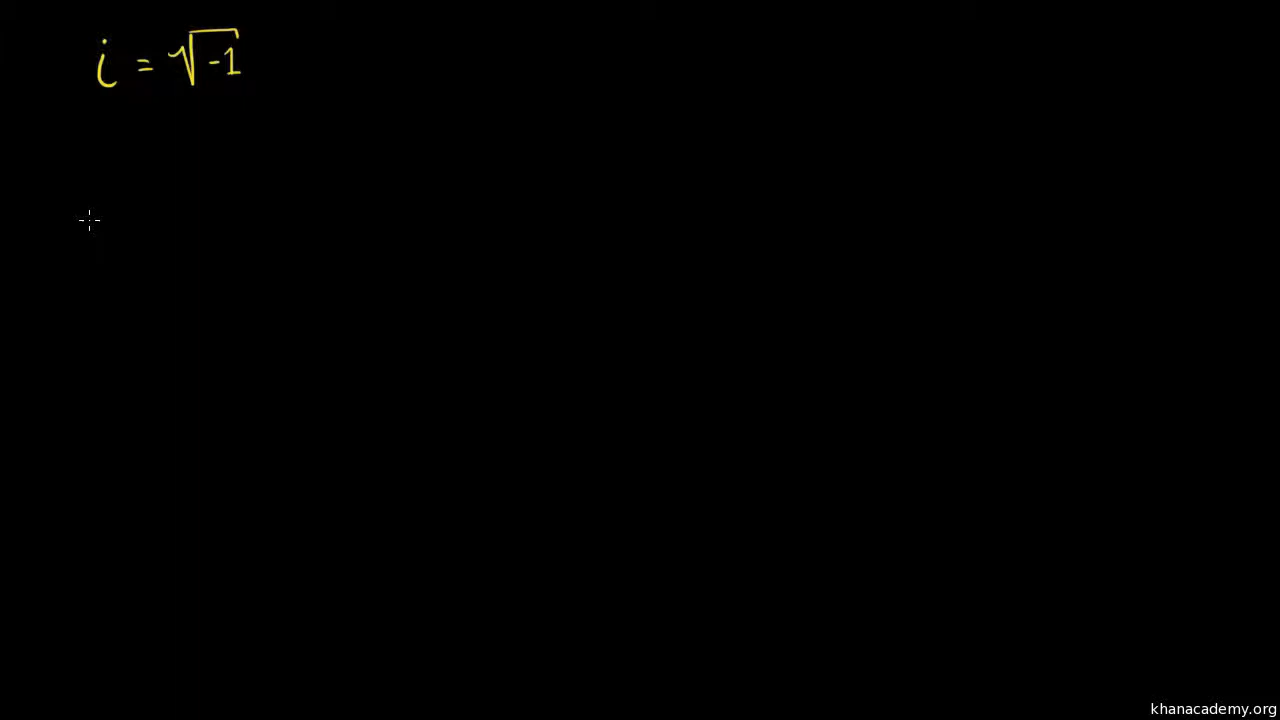 i = √-1
khanacademy.org